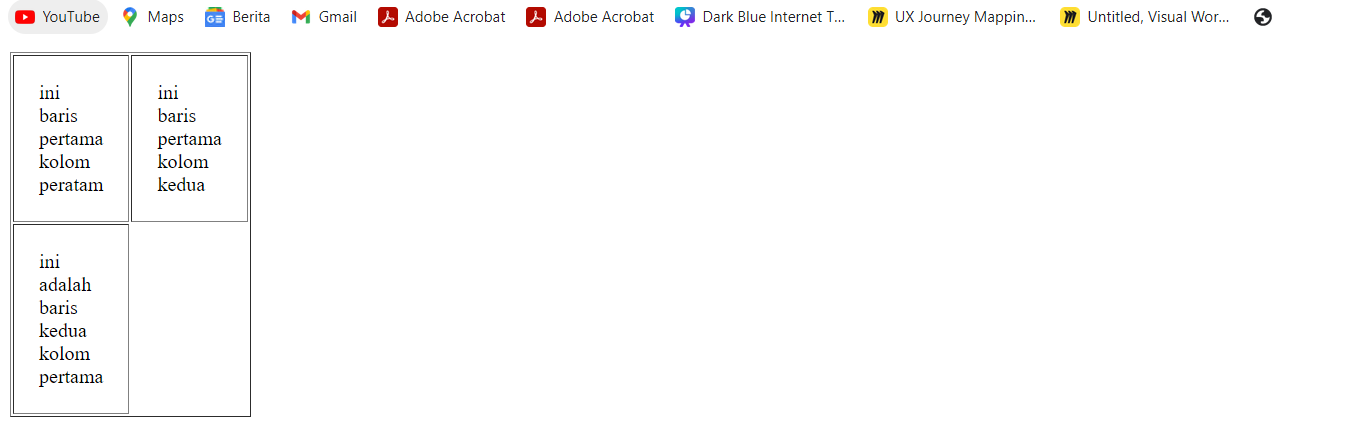 YouTube Maps Berita Gmail Adobe Acrobat Adobe Acrobat Dark Blue Internet T... UX Journey Mappin... Untitled, Visual Wor...
ini
baris
pertama
kolom
peratam
ini
baris
pertama
kolom
kedua
ini
adalah
baris
kedua
kolom
pertama